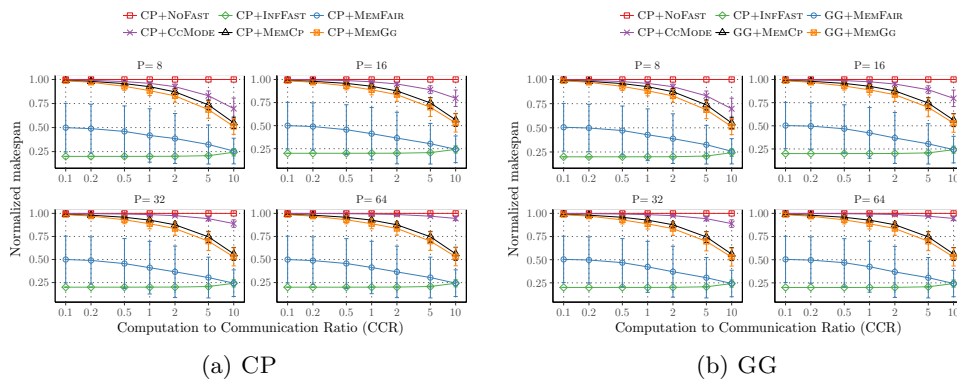 CP+NoFast CP+InfFast CP+MemFair
CP+CcMode CP+MemCp CP+MemGg
P= 8 P= 16
1.00 0.75 0.50 0.25
1.00 0.75 0.50 0.25
0.1 0.2 0.5 1 2 5 10
0.1 0.2 0.5 1 2 5 10
P= 32 P= 64
1.00 0.75 0.50 0.25
1.00 0.75 0.50 0.25
0.1 0.2 0.5 1 2 5 10
0.1 0.2 0.5 1 2 5 10
Normalized makespan
Computation to Communication Ratio (CCR)
(a) CP
CP+NoFast CP+InfFast GG+MemFair
CP+CcMode GG+MemCp GG+MemGg
P= 8 P= 16
1.00 0.75 0.50 0.25
1.00 0.75 0.50 0.25
0.1 0.2 0.5 1 2 5 10
0.1 0.2 0.5 1 2 5 10
P= 32 P= 64
1.00 0.75 0.50 0.25
1.00 0.75 0.50 0.25
0.1 0.2 0.5 1 2 5 10
0.1 0.2 0.5 1 2 5 10
Normalized makespan
Computation to Communication Ratio (CCR)
(b) GG